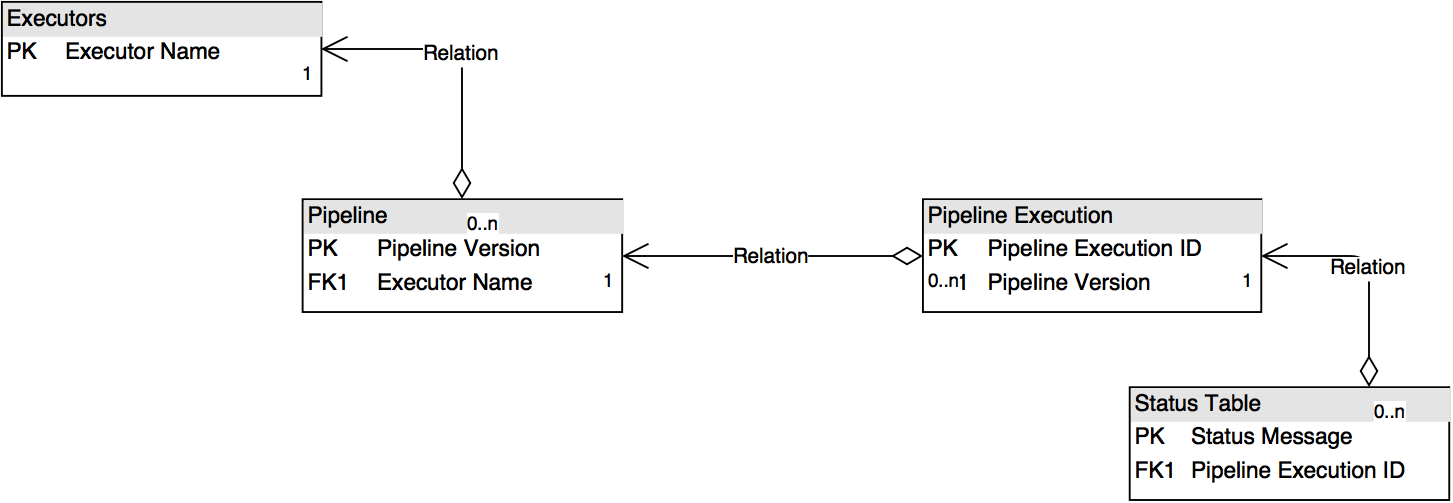 Executors
PK Executor Name
1
Relation
Pipeline
0..n
PK Pipeline Version
FK1 Executor Name 1
Relation
Pipeline Execution
PK Pipeline Execution ID
0..n1 Pipeline Version 1
Relation
Status Table
0..n
PK Status Message
FK1 Pipeline Execution ID